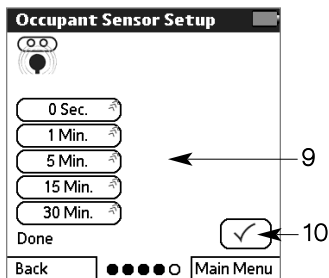 Occupant Sensor Setup
0 Sec.
1 Min.
5 Min.
9
15 Min.
30 Min.
Done
10
Back Main Menu